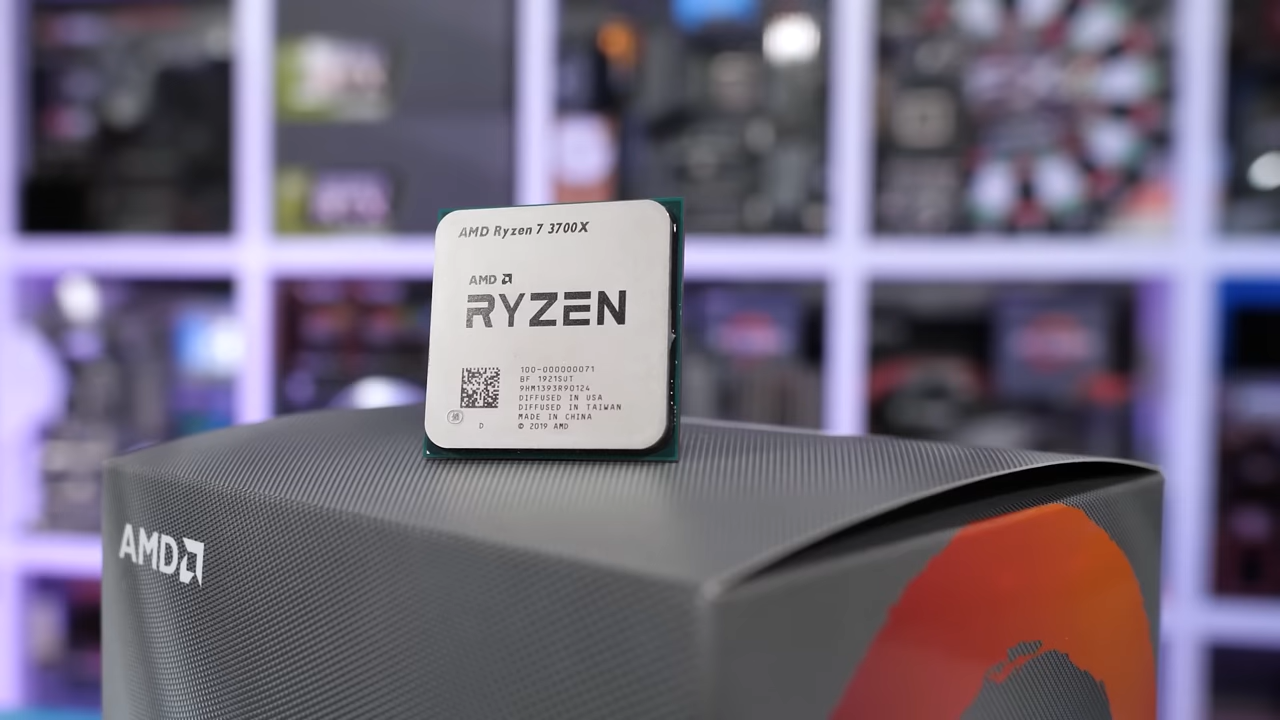 AMD Ryzen 7 3700X
AMD
RYZEN
100-000000071
BF 1921SUT
9HM1393R90124
DIFFUSED IN USA
DIFFUSED IN TAIWAN
MADE IN CHINA
D
© 2019 AMD
AMD